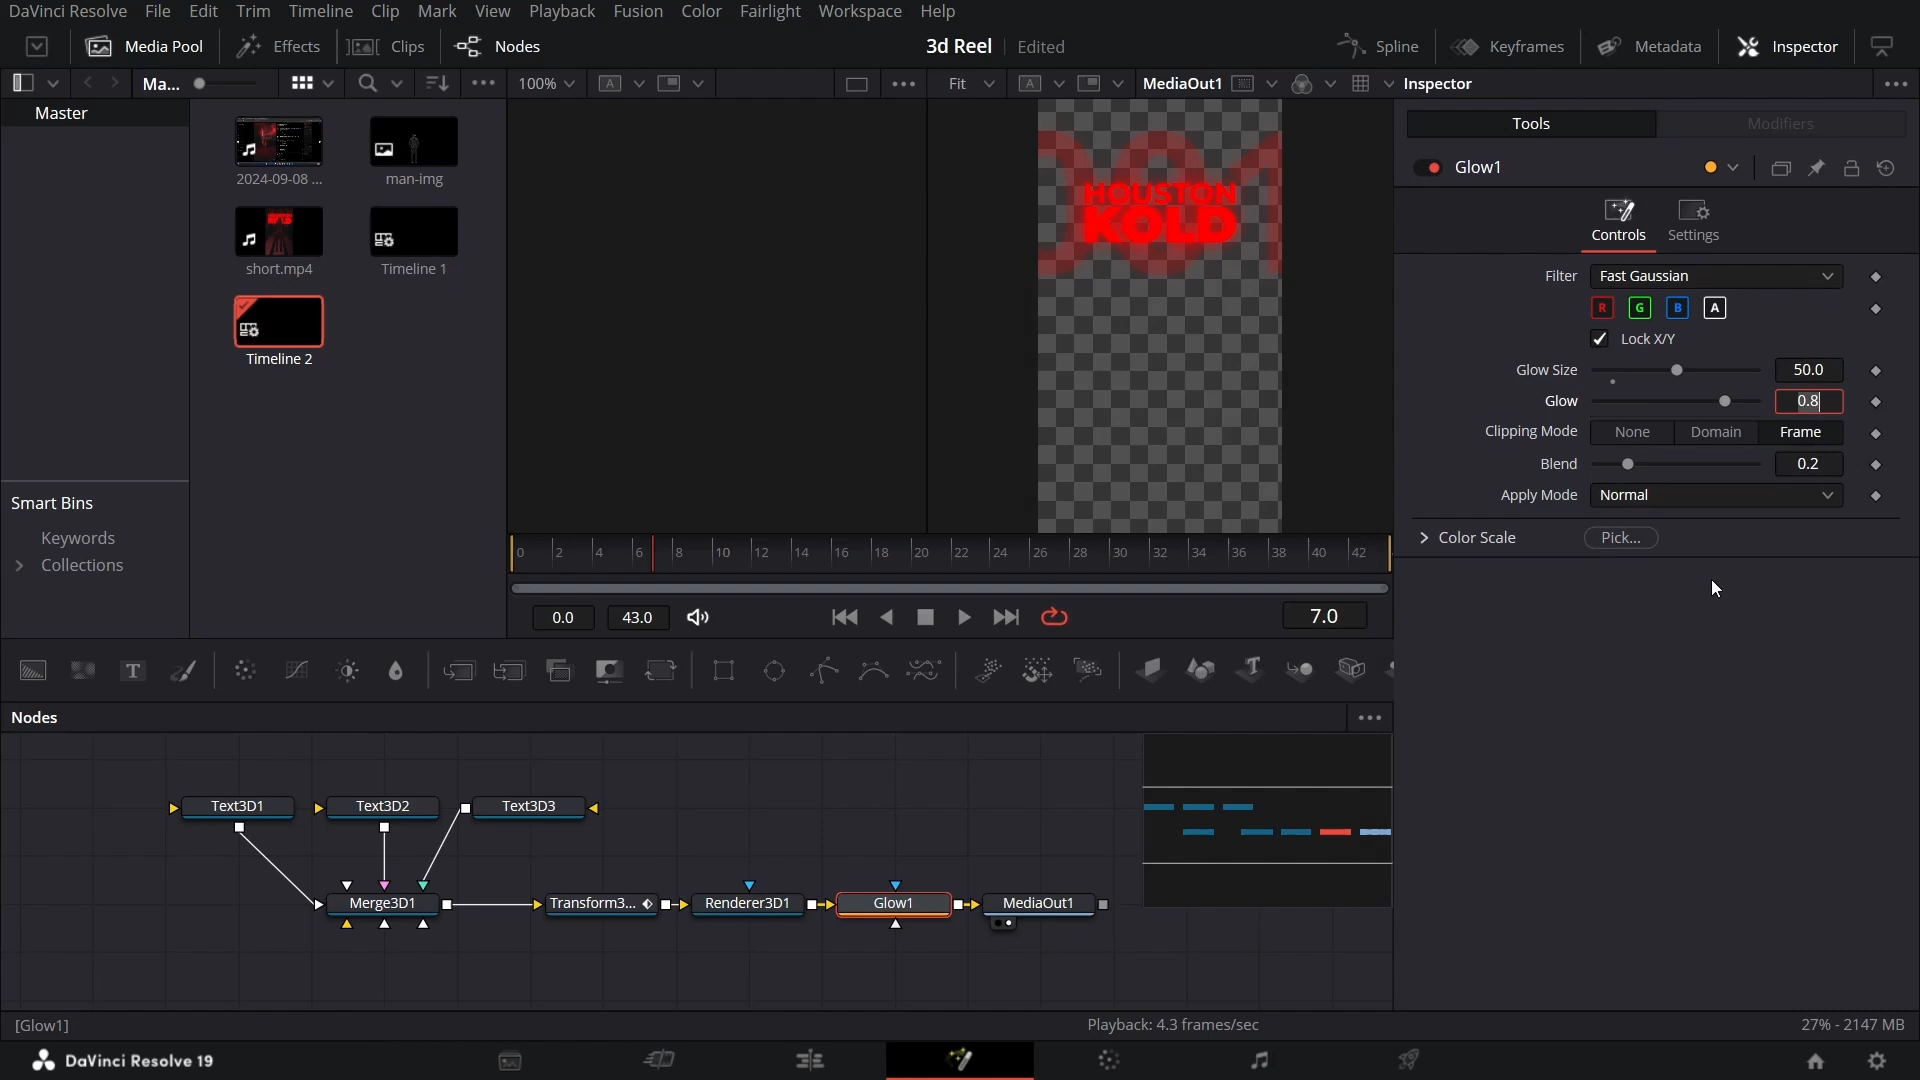 DaVinci Resolve File Edit Trim Timeline Clip Mark View Playback Fusion Color Fairlight Workspace Help
Media Pool Effects Clips Nodes 3d Reel Edited Spline Keyframes Metadata Inspector
Ma... 100% A Fit A MediaOut1 Inspector
Master
2024-09-08 ... man-img
short.mp4 Timeline 1
Timeline 2
Smart Bins
Keywords
Collections
HOUSTON
KOLD
Tools Modifiers
Glow1
Controls Settings
Filter Fast Gaussian
R G B A
Lock X/Y
Glow Size 50.0
Glow 0.8
Clipping Mode None Domain Frame
Blend 0.2
Apply Mode Normal
Color Scale Pick...
0 2 4 6 8 10 12 14 16 18 20 22 24 26 28 30 32 34 36 38 40 42
0.0 43.0 7.0
T T
Nodes
Text3D1 Text3D2 Text3D3
Merge3D1 Transform3... Renderer3D1 Glow1 MediaOut1
[Glow1] Playback: 4.3 frames/sec 27% - 2147 MB
DaVinci Resolve 19